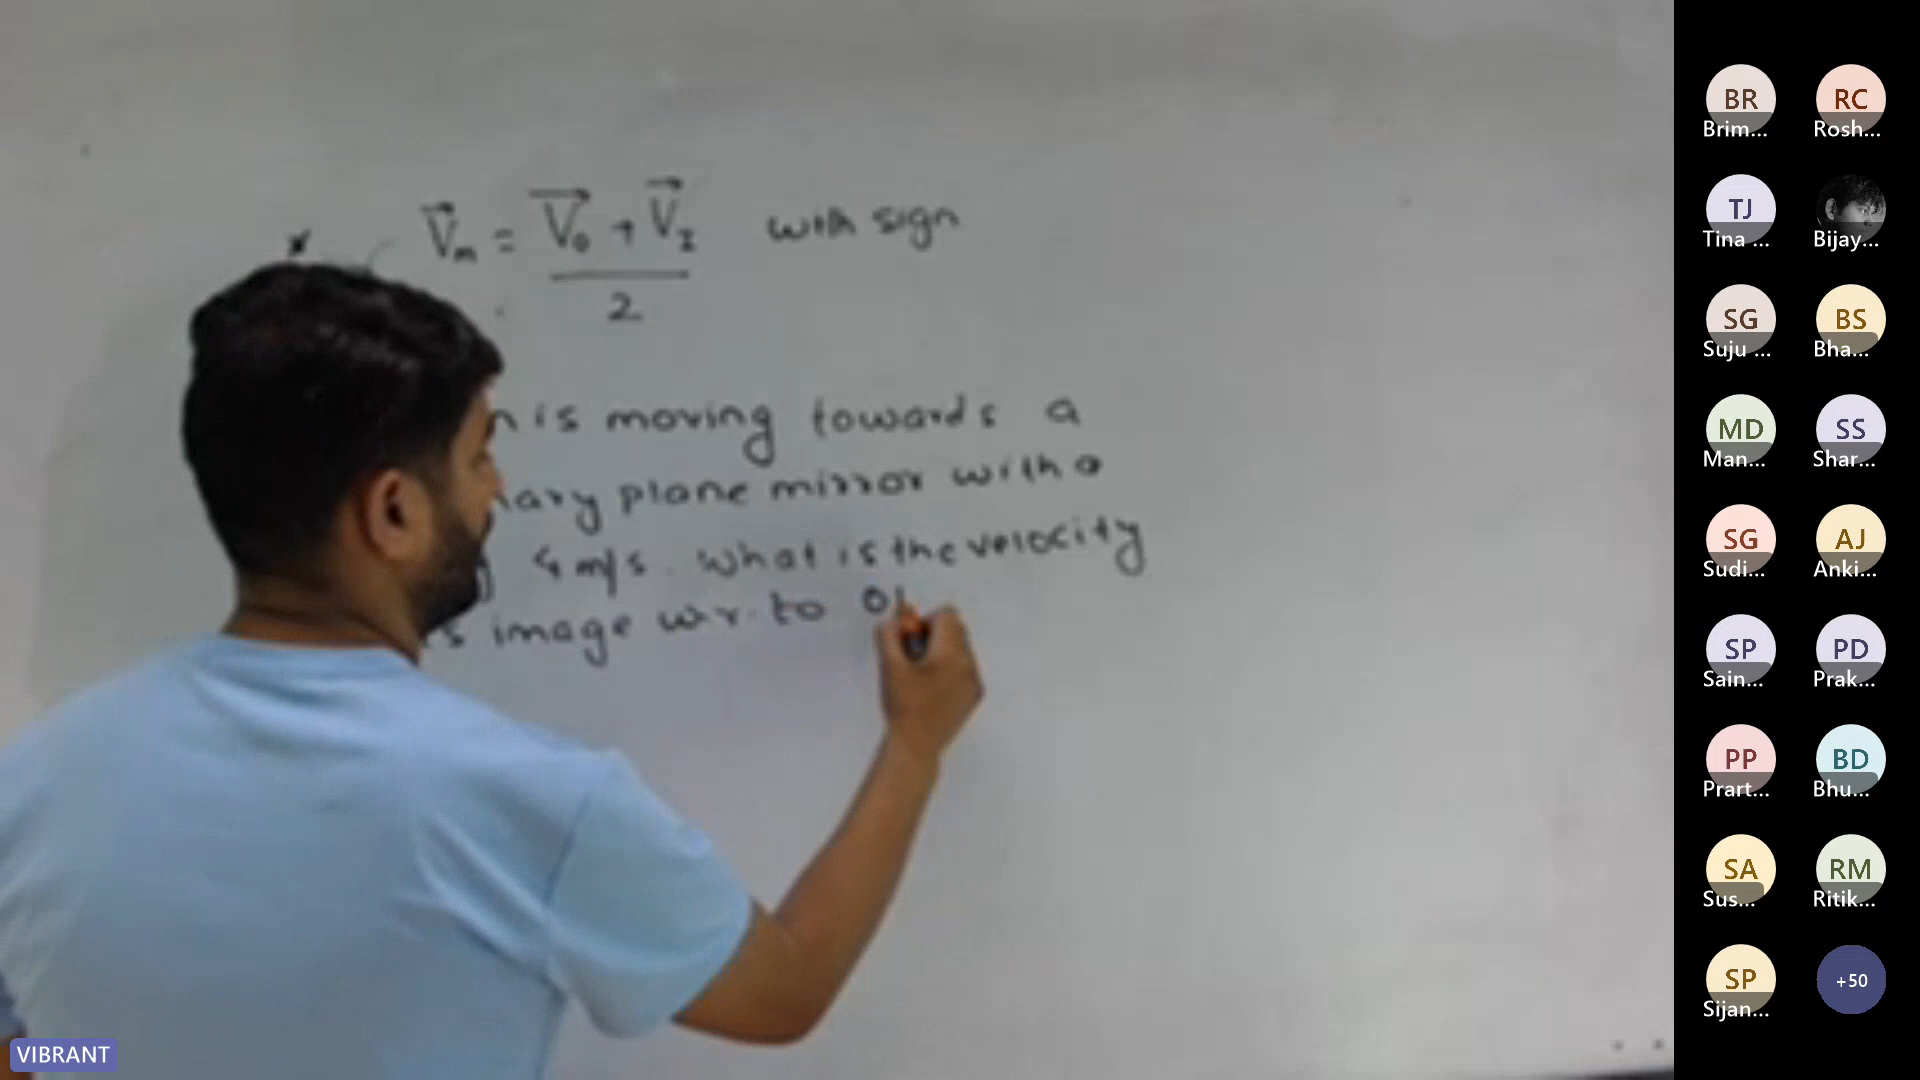 V⃗m = V⃗o + V⃗I with sign
2
is moving towards a
plane mirror with a
4 m/s. What is the velocity
image w.r. to
BR
Brim...
RC
Rosh...
TJ
Tina ...
Bijay...
SG
Suju ...
BS
Bha...
MD
Man...
SS
Shar...
SG
Sudi...
AJ
Anki...
SP
Sain...
PD
Prak...
PP
Prart...
BD
Bhu...
SA
Sus...
RM
Ritik...
SP
Sijan...
+50
VIBRANT